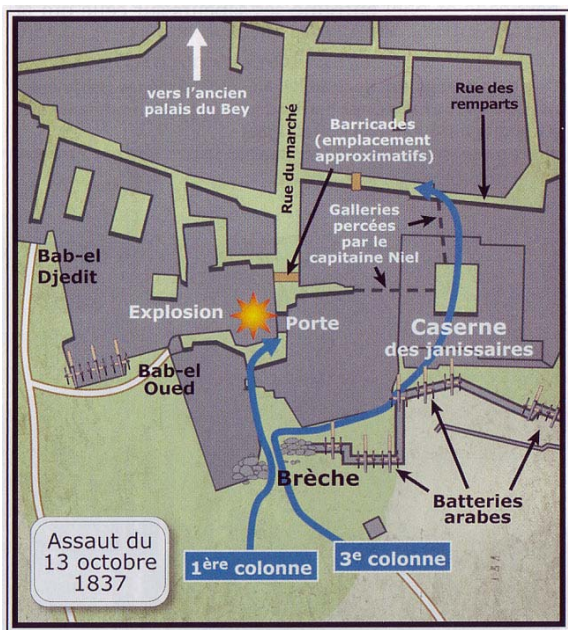 vers l'ancien
palais du Bey
Rue du marché
Barricades
(emplacement
approximatifs)
Rue des
remparts
Galleries
percées
par le
capitaine Niel
Bab-el
Djedit
Explosion
Porte
Caserne
des janissaires
Bab-el
Oued
Brèche
Batteries
arabes
Assaut du
13 octobre
1837
1ère colonne
3e colonne